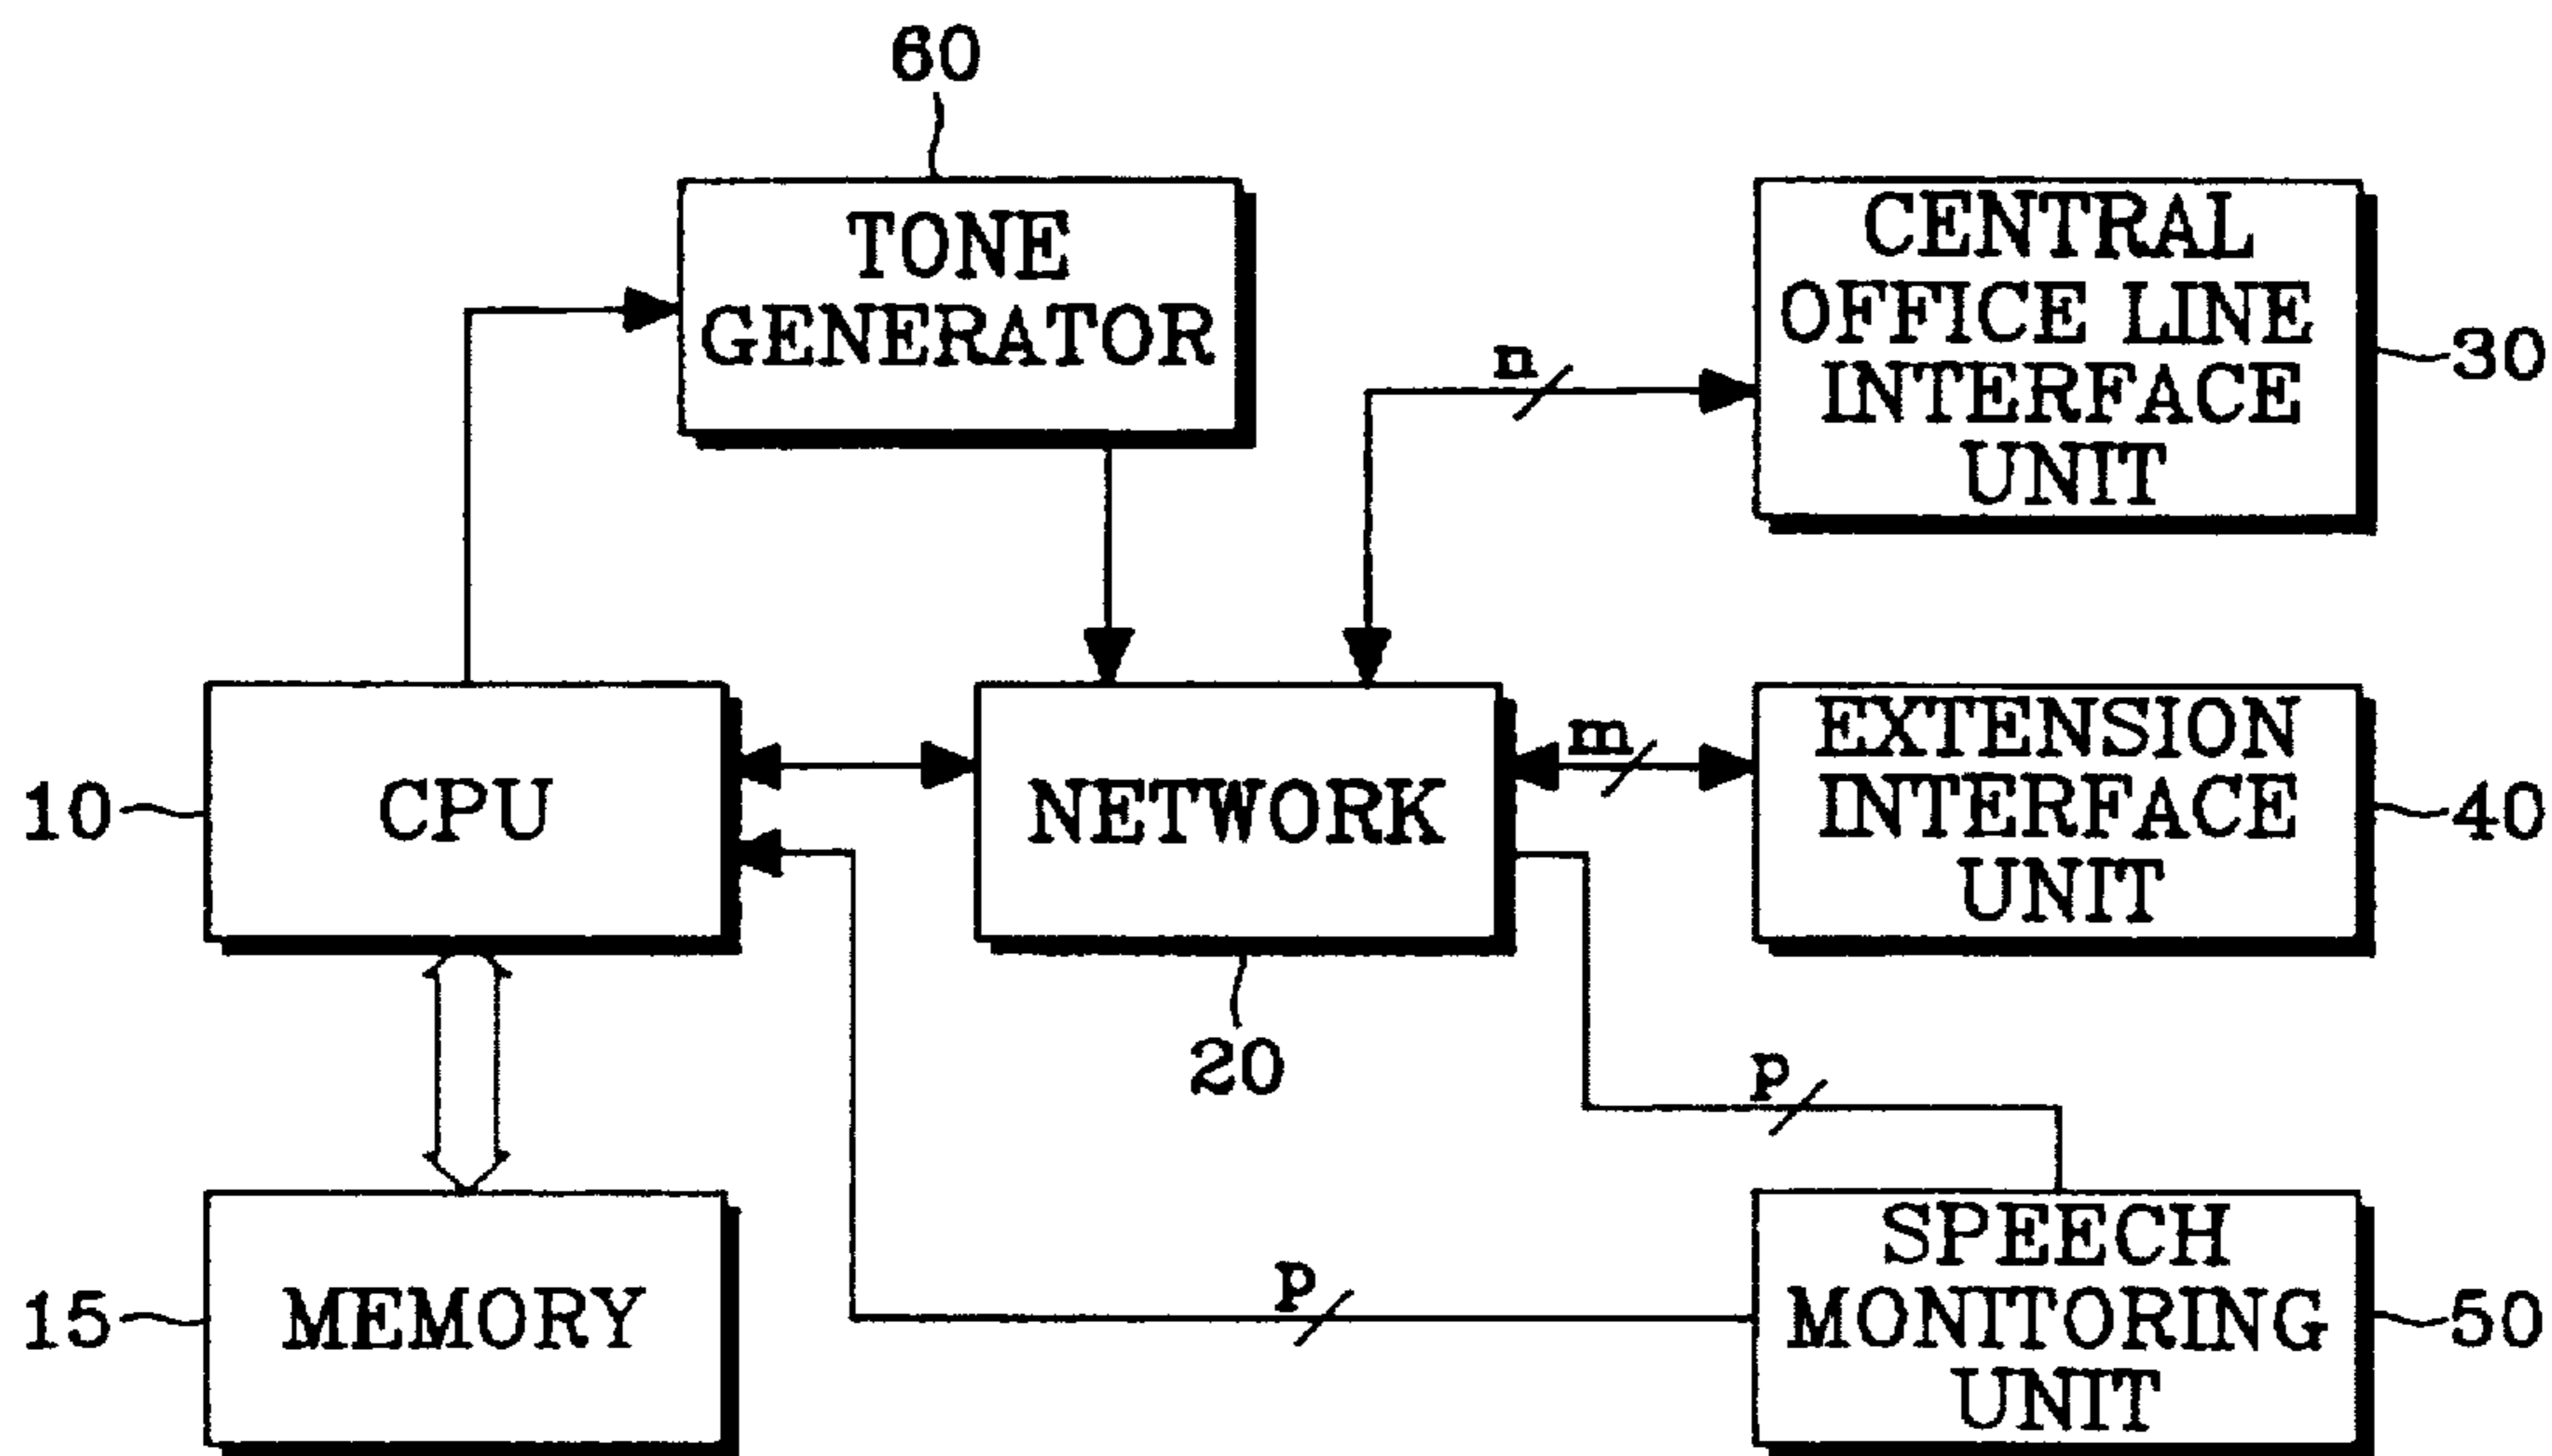 60
TONE
GENERATOR
CENTRAL
OFFICE LINE
INTERFACE
UNIT
30
n
10
CPU
NETWORK
20
m
EXTENSION
INTERFACE
UNIT
40
p
p
15
MEMORY
SPEECH
MONITORING
UNIT
50